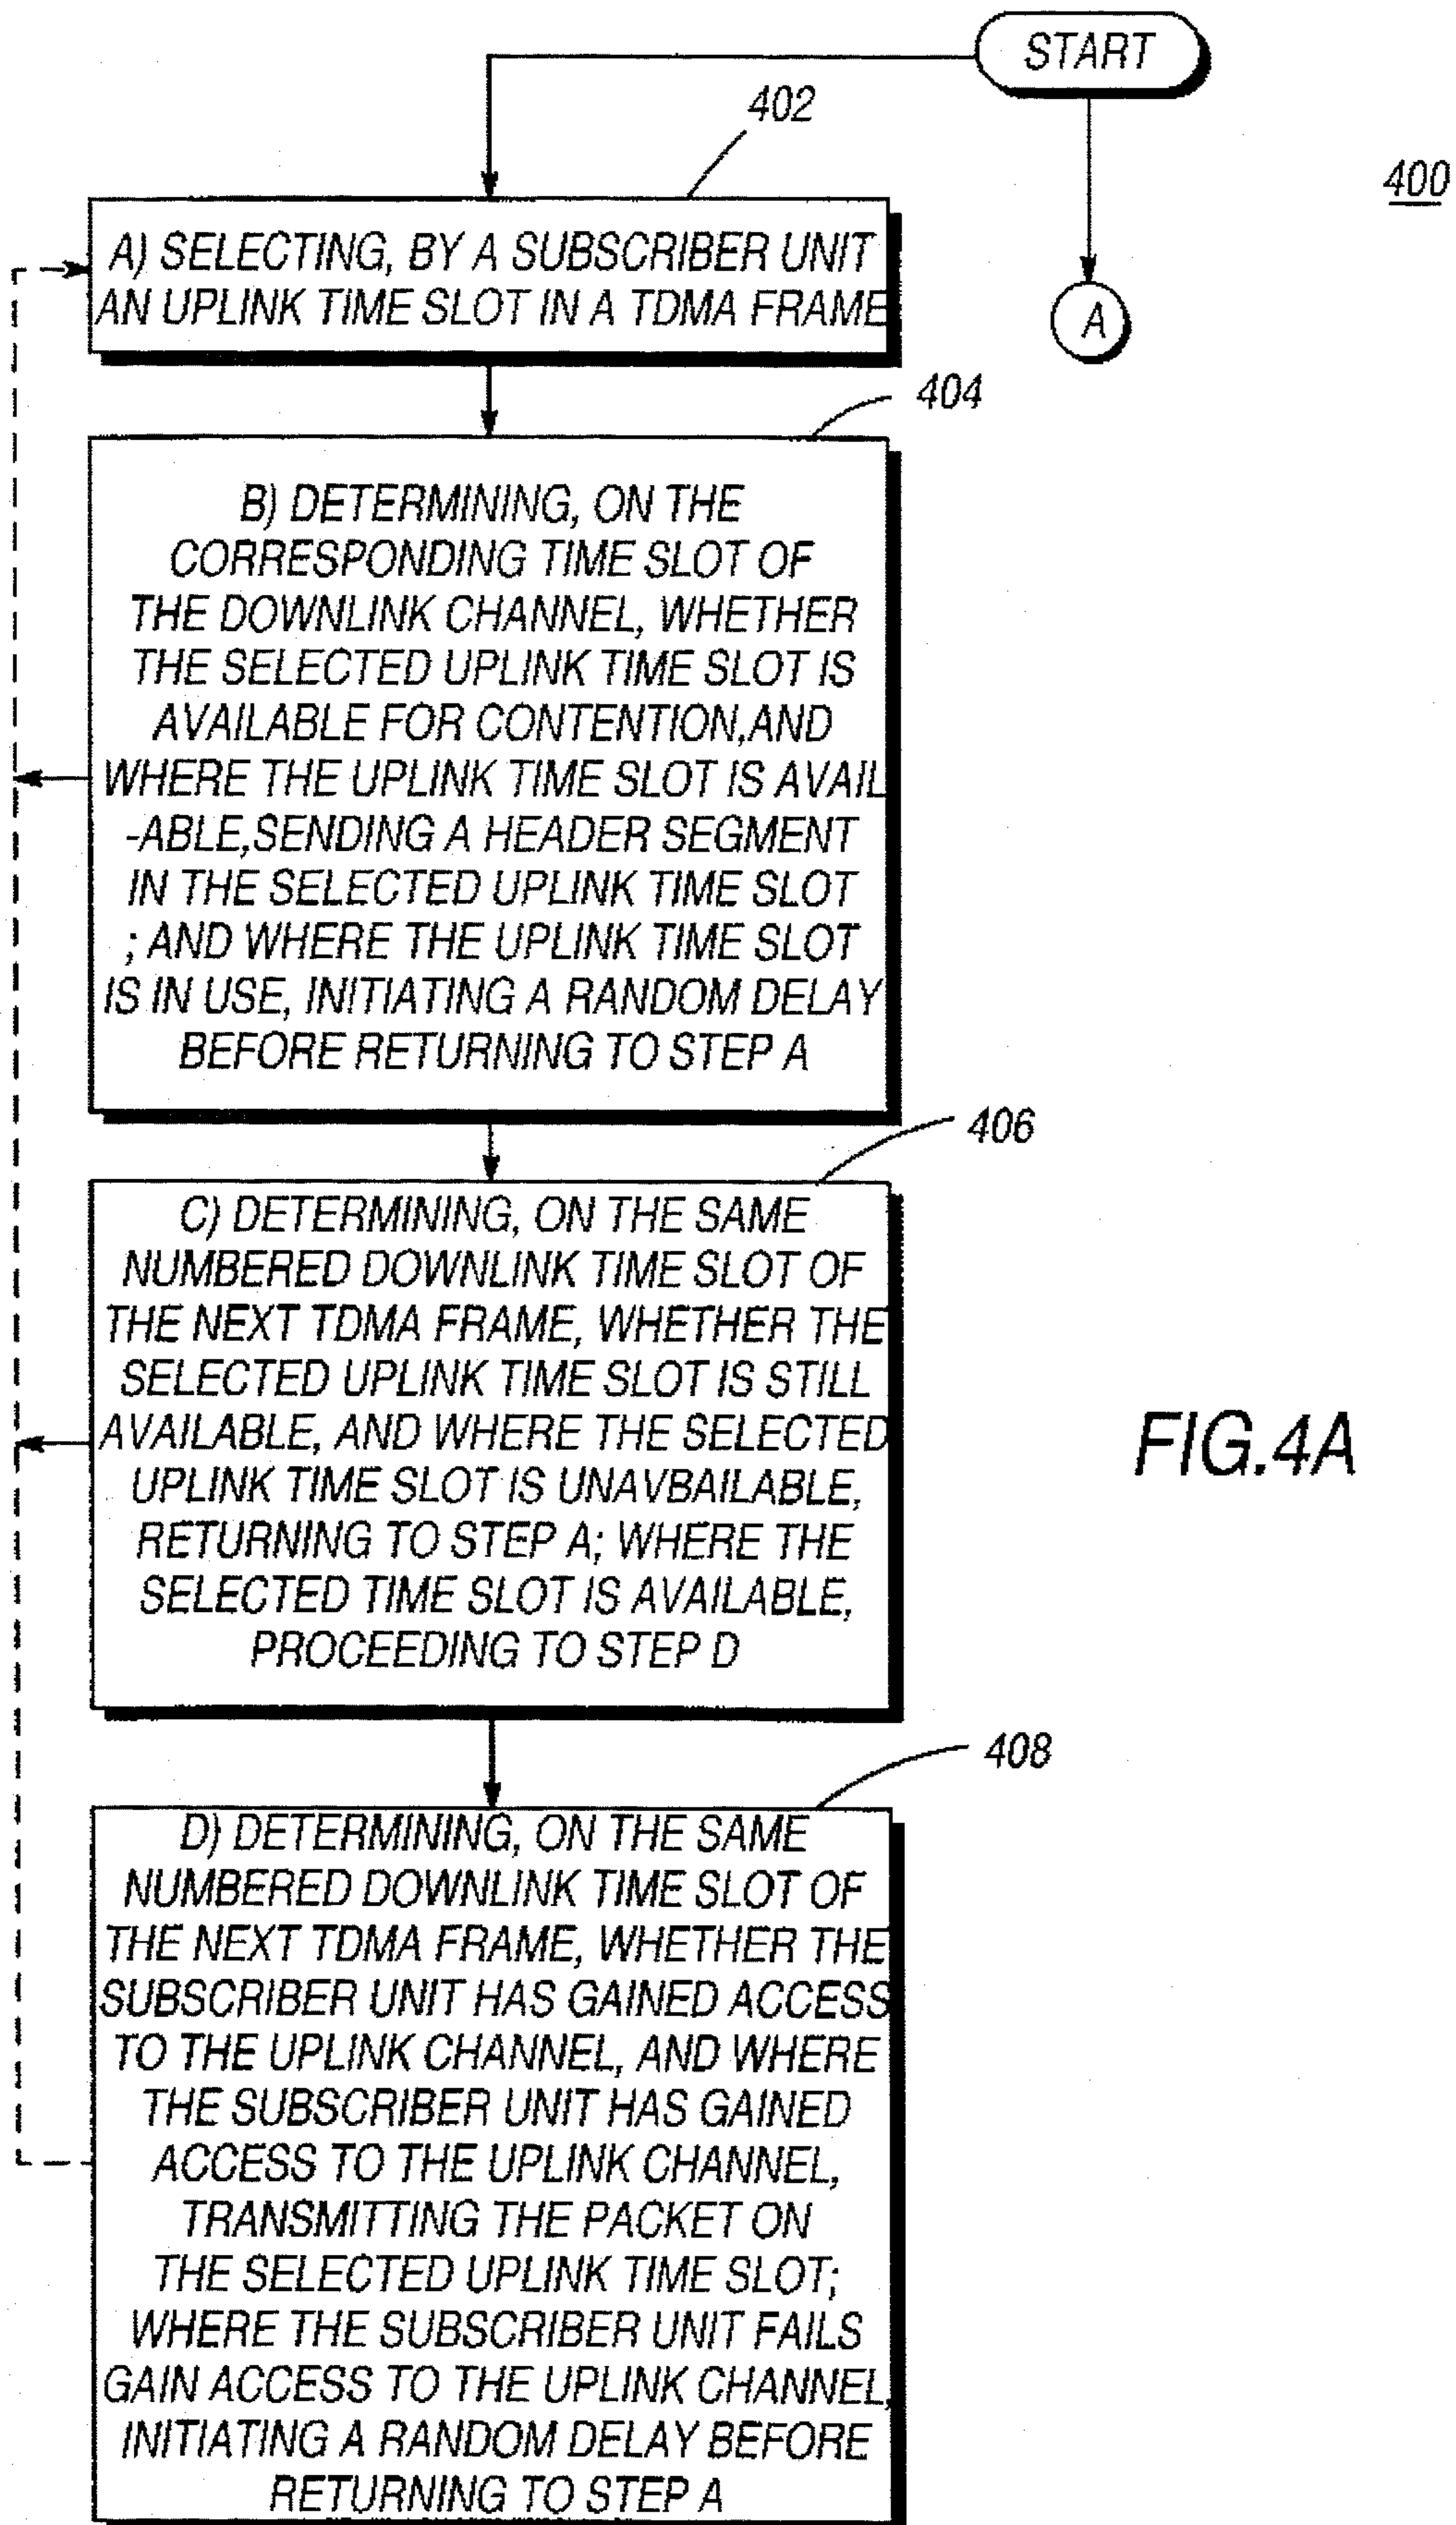 START
402
400
A) SELECTING, BY A SUBSCRIBER UNIT
AN UPLINK TIME SLOT IN A TDMA FRAME
A
404
B) DETERMINING, ON THE
CORRESPONDING TIME SLOT OF
THE DOWNLINK CHANNEL, WHETHER
THE SELECTED UPLINK TIME SLOT IS
AVAILABLE FOR CONTENTION,AND
WHERE THE UPLINK TIME SLOT IS AVAIL
-ABLE,SENDING A HEADER SEGMENT
IN THE SELECTED UPLINK TIME SLOT
; AND WHERE THE UPLINK TIME SLOT
IS IN USE, INITIATING A RANDOM DELAY
BEFORE RETURNING TO STEP A
406
C) DETERMINING, ON THE SAME
NUMBERED DOWNLINK TIME SLOT OF
THE NEXT TDMA FRAME, WHETHER THE
SELECTED UPLINK TIME SLOT IS STILL
AVAILABLE, AND WHERE THE SELECTED
UPLINK TIME SLOT IS UNAVBAILABLE,
RETURNING TO STEP A; WHERE THE
SELECTED TIME SLOT IS AVAILABLE,
PROCEEDING TO STEP D
FIG.4A
408
D) DETERMINING, ON THE SAME
NUMBERED DOWNLINK TIME SLOT OF
THE NEXT TDMA FRAME, WHETHER THE
SUBSCRIBER UNIT HAS GAINED ACCESS
TO THE UPLINK CHANNEL, AND WHERE
THE SUBSCRIBER UNIT HAS GAINED
ACCESS TO THE UPLINK CHANNEL,
TRANSMITTING THE PACKET ON
THE SELECTED UPLINK TIME SLOT;
WHERE THE SUBSCRIBER UNIT FAILS
GAIN ACCESS TO THE UPLINK CHANNEL,
INITIATING A RANDOM DELAY BEFORE
RETURNING TO STEP A